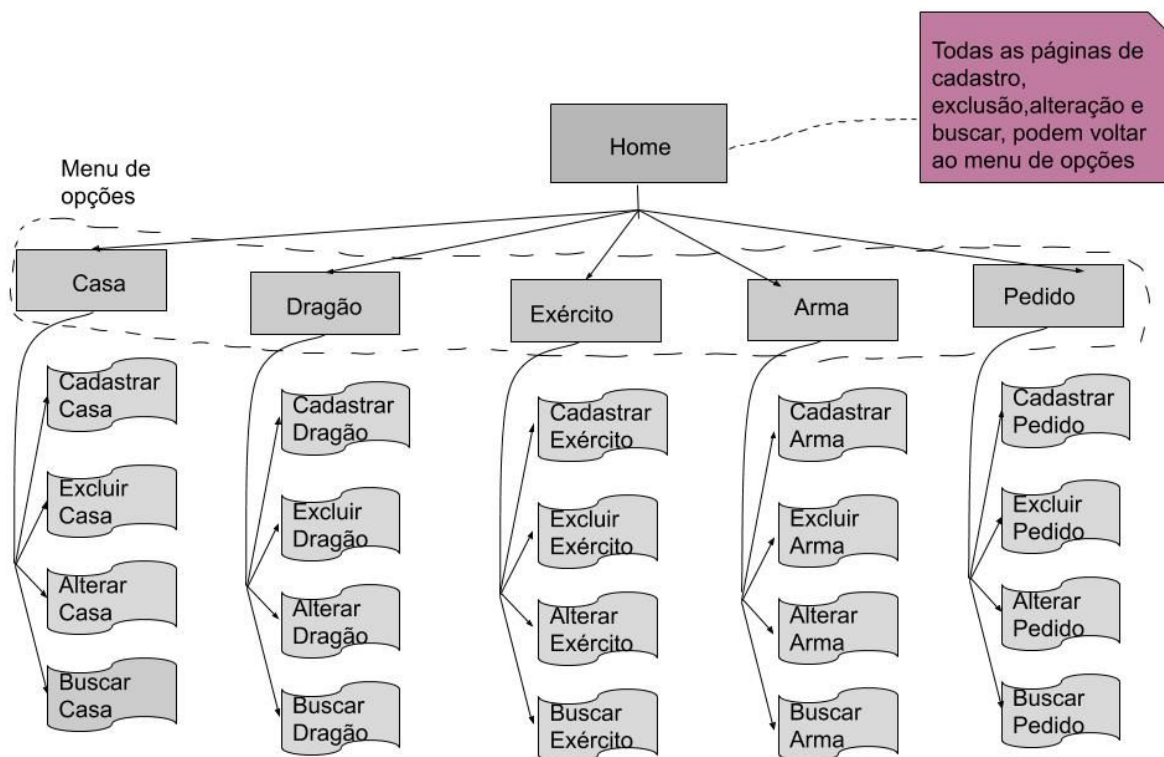 Todas as páginas de
cadastro,
exclusão,alteração e
buscar, podem voltar
ao menu de opções
Home
Menu de
opções
Casa
Dragão
Exército
Arma
Pedido
Cadastrar
Casa
Excluir
Casa
Alterar
Casa
Buscar
Casa
Cadastrar
Dragão
Excluir
Dragão
Alterar
Dragão
Buscar
Dragão
Cadastrar
Exército
Excluir
Exército
Alterar
Exército
Buscar
Exército
Cadastrar
Arma
Excluir
Arma
Alterar
Arma
Buscar
Arma
Cadastrar
Pedido
Excluir
Pedido
Alterar
Pedido
Buscar
Pedido